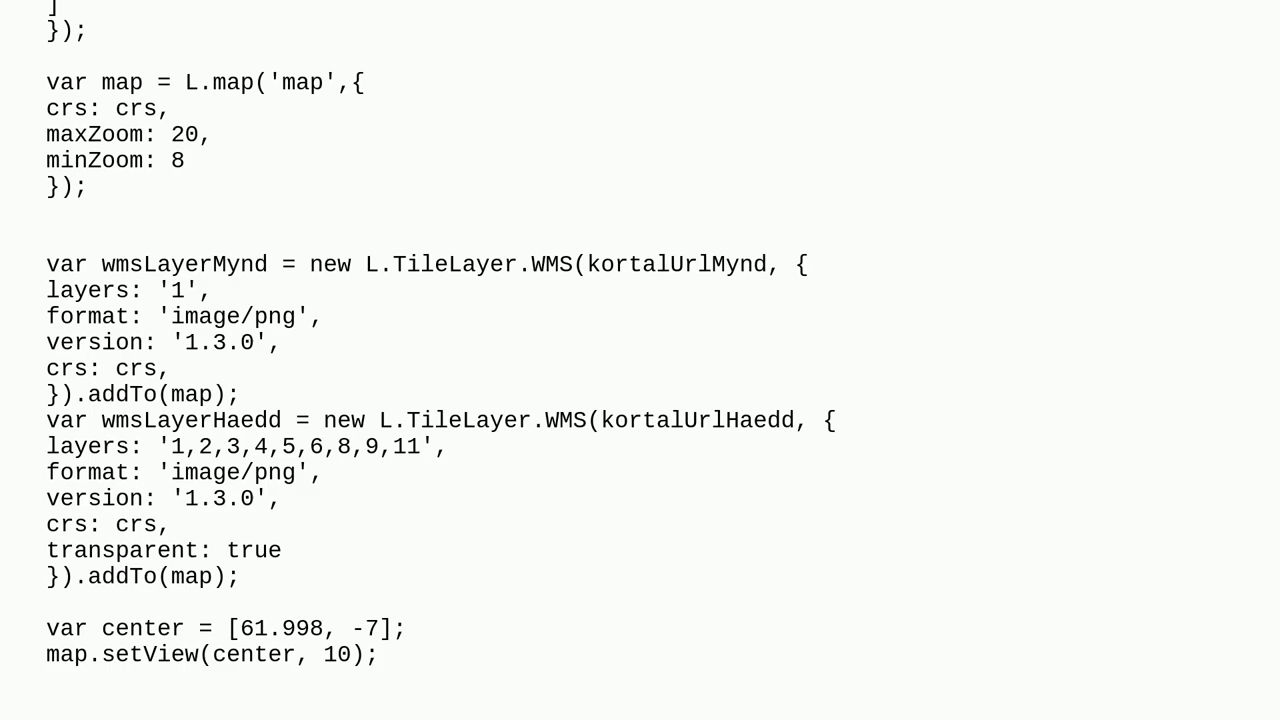 ]
});
var map = L.map('map',{
crs: crs,
maxZoom: 20,
minZoom: 8
});
var wmsLayerMynd = new L.TileLayer.WMS(kortalUrlMynd, {
layers: '1',
format: 'image/png',
version: '1.3.0',
crs: crs,
}).addTo(map);
var wmsLayerHaedd = new L.TileLayer.WMS(kortalUrlHaedd, {
layers: '1,2,3,4,5,6,8,9,11',
format: 'image/png',
version: '1.3.0',
crs: crs,
transparent: true
}).addTo(map);
var center = [61.998, -7];
map.setView(center, 10);